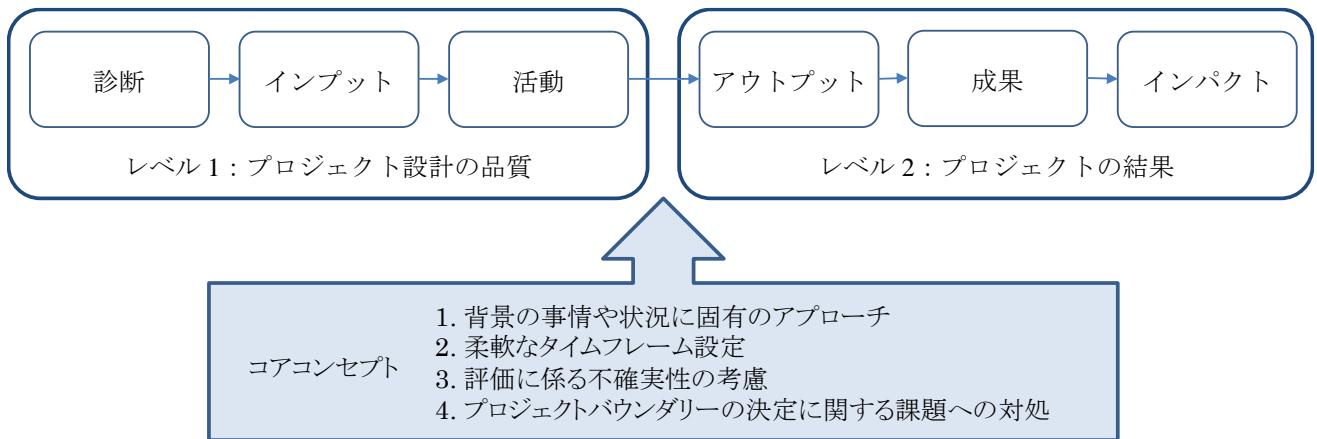 診断
インプット
活動
アウトプット
成果
インパクト
レベル 1：プロジェクト設計の品質
レベル 2：プロジェクトの結果
コアコンセプト
1. 背景の事情や状況に固有のアプローチ
2. 柔軟なタイムフレーム設定
3. 評価に係る不確実性の考慮
4. プロジェクトバウンダリーの決定に関する課題への対処